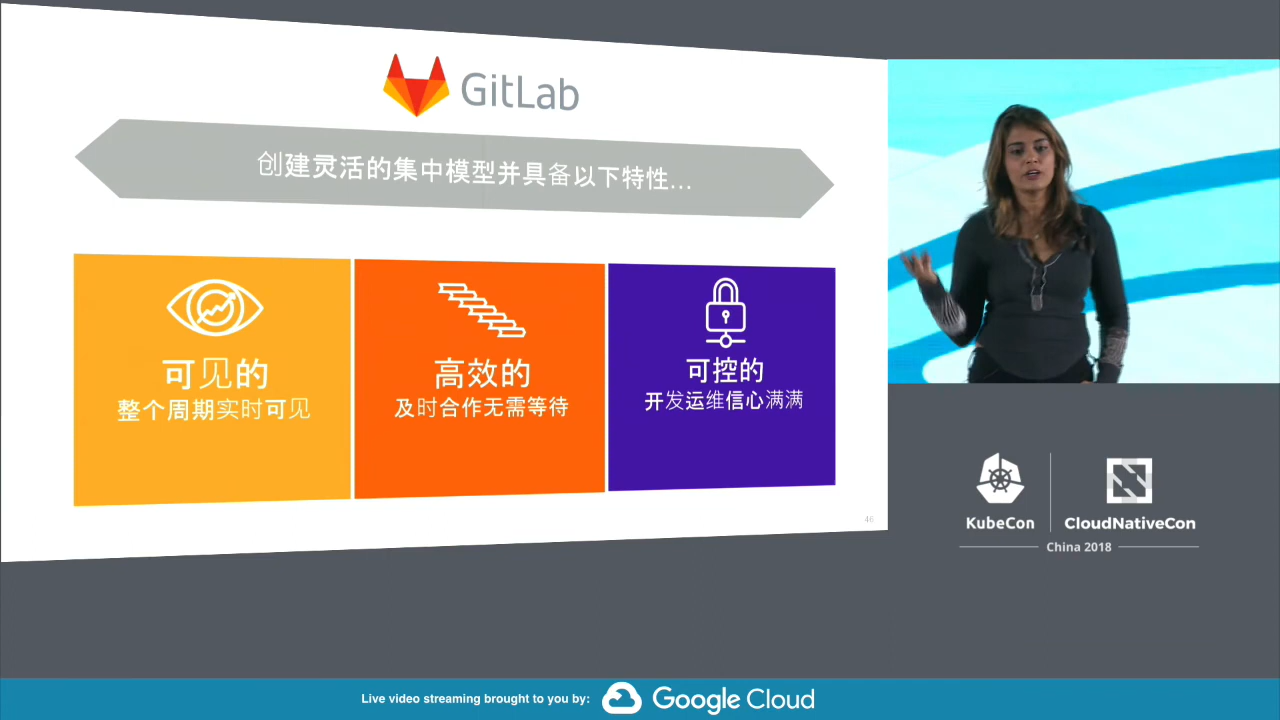 GitLab
创建灵活的集中模型并具备以下特性...
可见的
整个周期实时可见
高效的
及时合作无需等待
可控的
开发运维信心满满
46
KubeCon
CloudNativeCon
China 2018
Live video streaming brought to you by:
Google Cloud